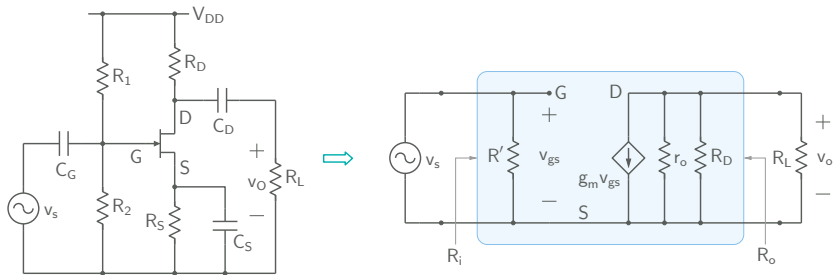 V_DD
R_1
R_D
D
C_D
C_G
G
S
+
v_O
−
R_L
v_s
R_2
R_S
C_S
G
D
+
v_s
R'
v_gs
−
g_m v_gs
r_o
R_D
R_L
+
v_o
−
S
R_i
R_o